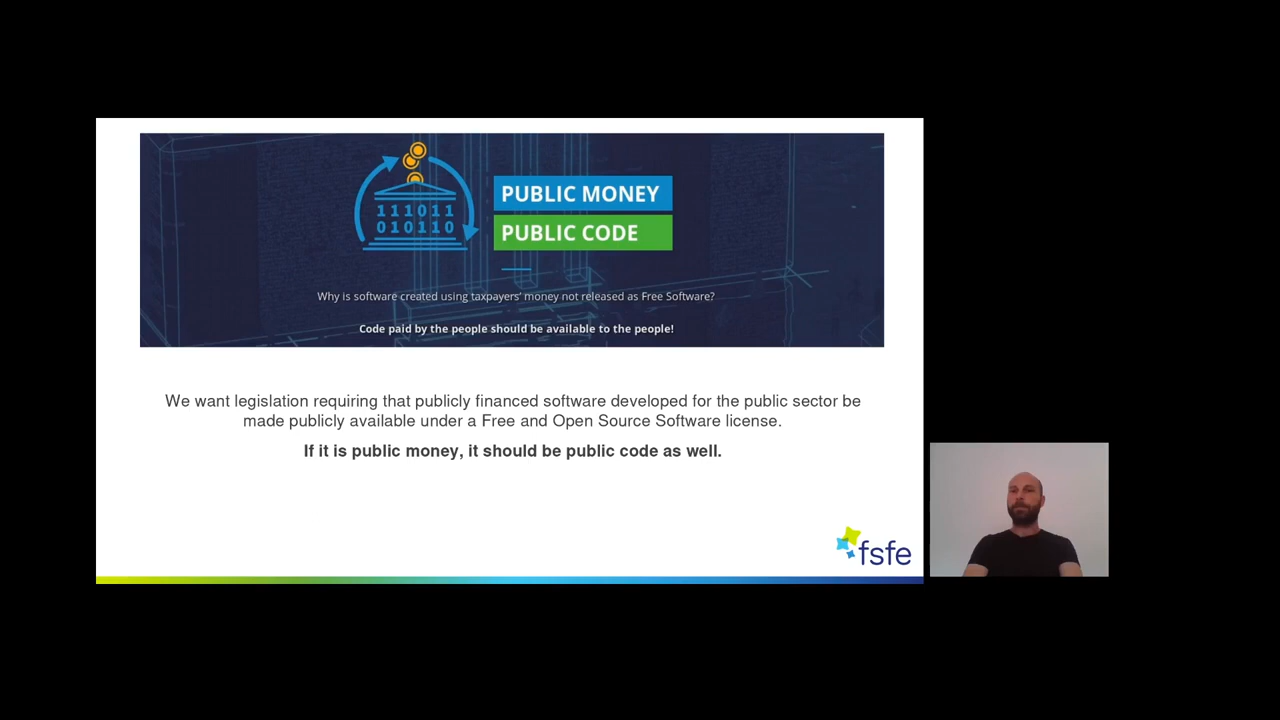 111011
010110
PUBLIC MONEY
PUBLIC CODE
Why is software created using taxpayers' money not released as Free Software?
Code paid by the people should be available to the people!
We want legislation requiring that publicly financed software developed for the public sector be
made publicly available under a Free and Open Source Software license.
If it is public money, it should be public code as well.
fsfe